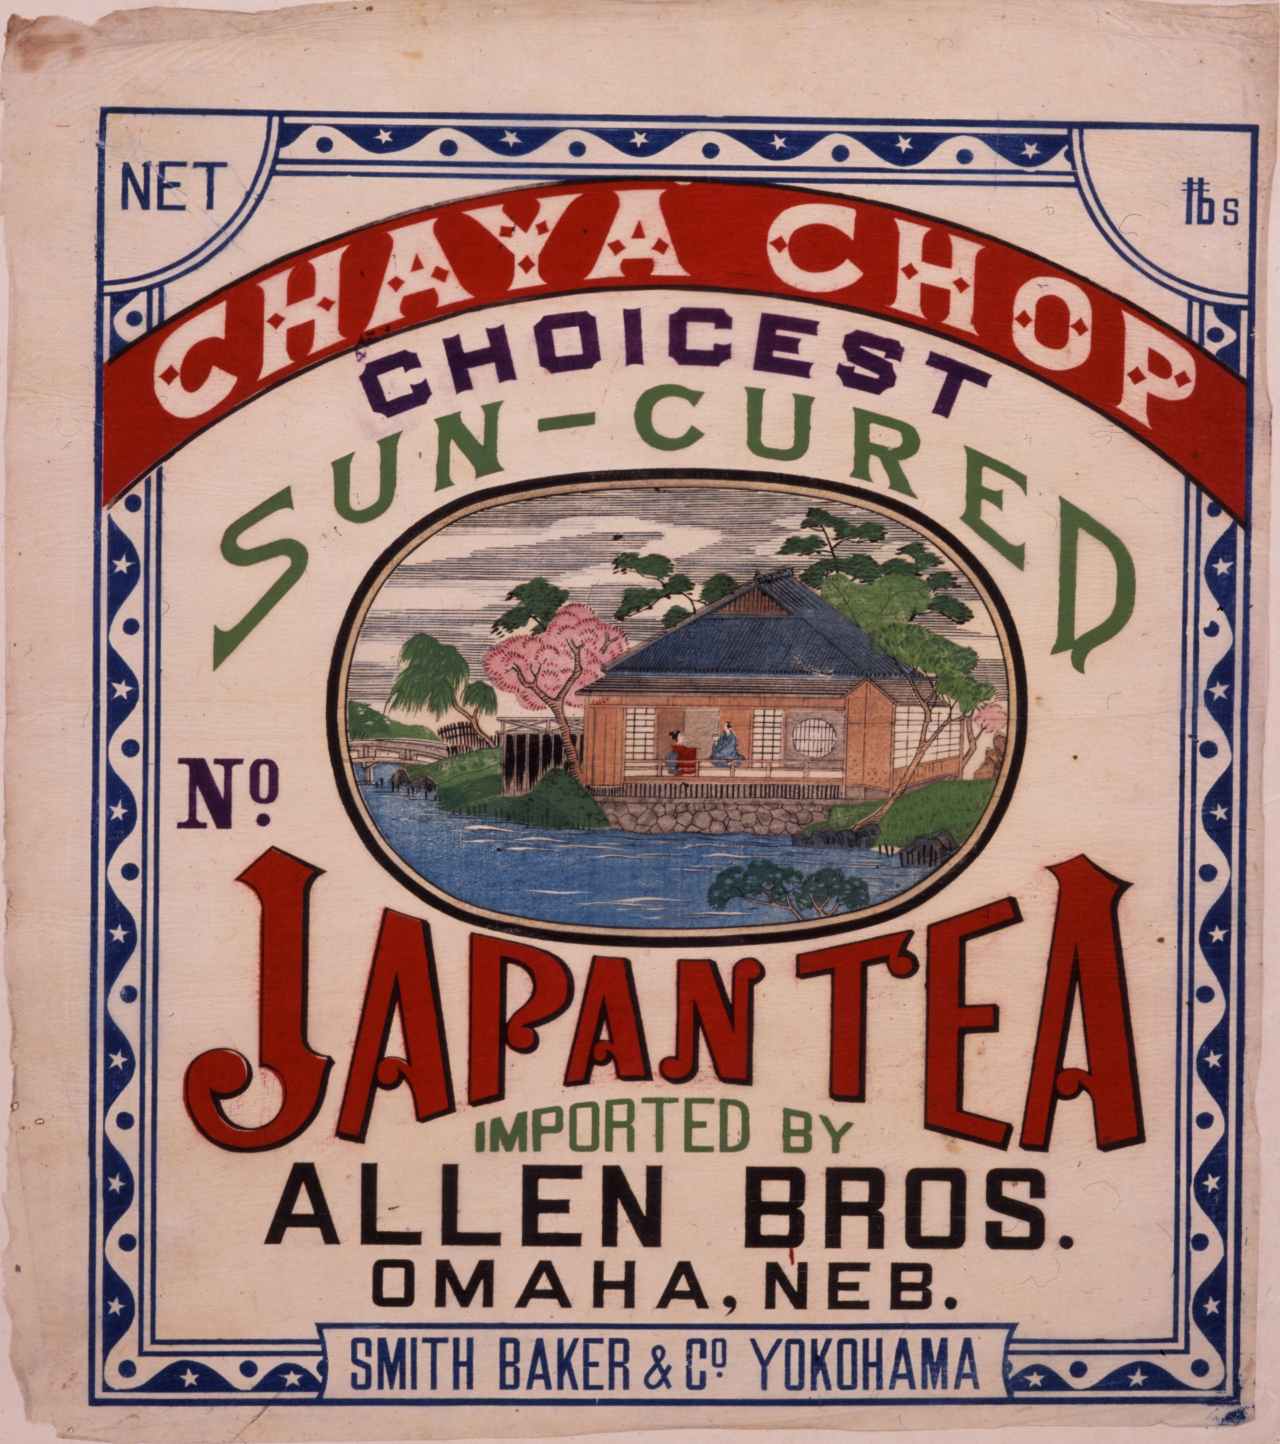 NET
lbs
CHAYA CHOP
CHOICEST
SUN-CURED
Nº
JAPAN TEA
IMPORTED BY
ALLEN BROS.
OMAHA, NEB.
SMITH BAKER & Cº YOKOHAMA